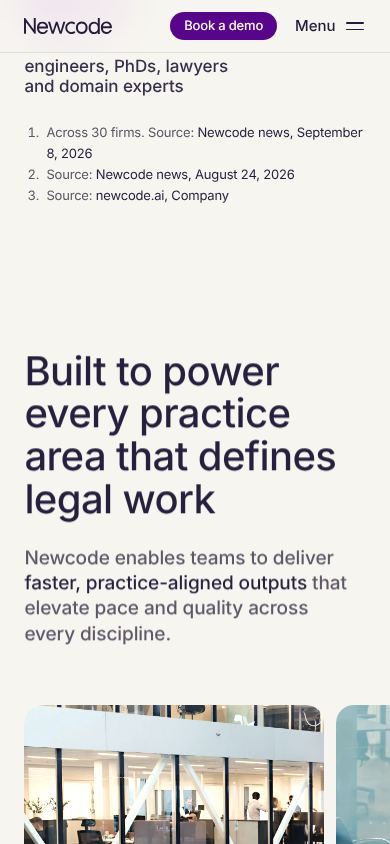 Newcode
Book a demo
Menu
engineers, PhDs, lawyers
and domain experts
1. Across 30 firms. Source: Newcode news, September
8, 2026
2. Source: Newcode news, August 24, 2026
3. Source: newcode.ai, Company
Built to power
every practice
area that defines
legal work
Newcode enables teams to deliver
faster, practice-aligned outputs that
elevate pace and quality across
every discipline.